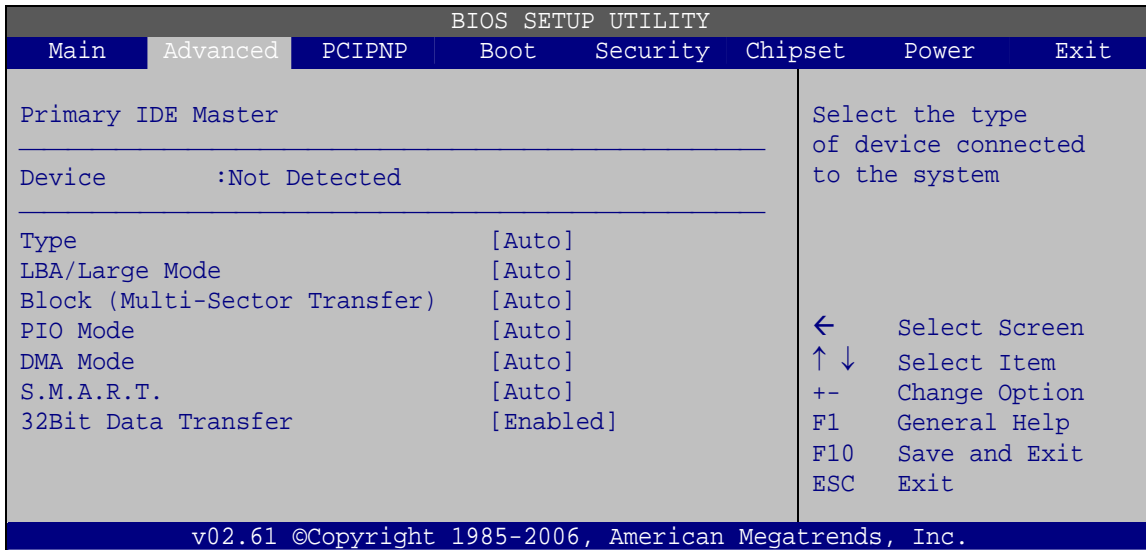 BIOS SETUP UTILITY
Main Advanced PCIPNP Boot Security Chipset Power Exit
Primary IDE Master
Device :Not Detected
Type [Auto]
LBA/Large Mode [Auto]
Block (Multi-Sector Transfer) [Auto]
PIO Mode [Auto]
DMA Mode [Auto]
S.M.A.R.T. [Auto]
32Bit Data Transfer [Enabled]
Select the type
of device connected
to the system
← Select Screen
↑ ↓ Select Item
+- Change Option
F1 General Help
F10 Save and Exit
ESC Exit
v02.61 ©Copyright 1985-2006, American Megatrends, Inc.